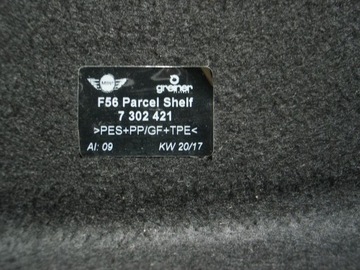 MINI greiner
F56 Parcel Shelf
7 302 421
>PES+PP/GF+TPE<
AI: 09 KW 20/17